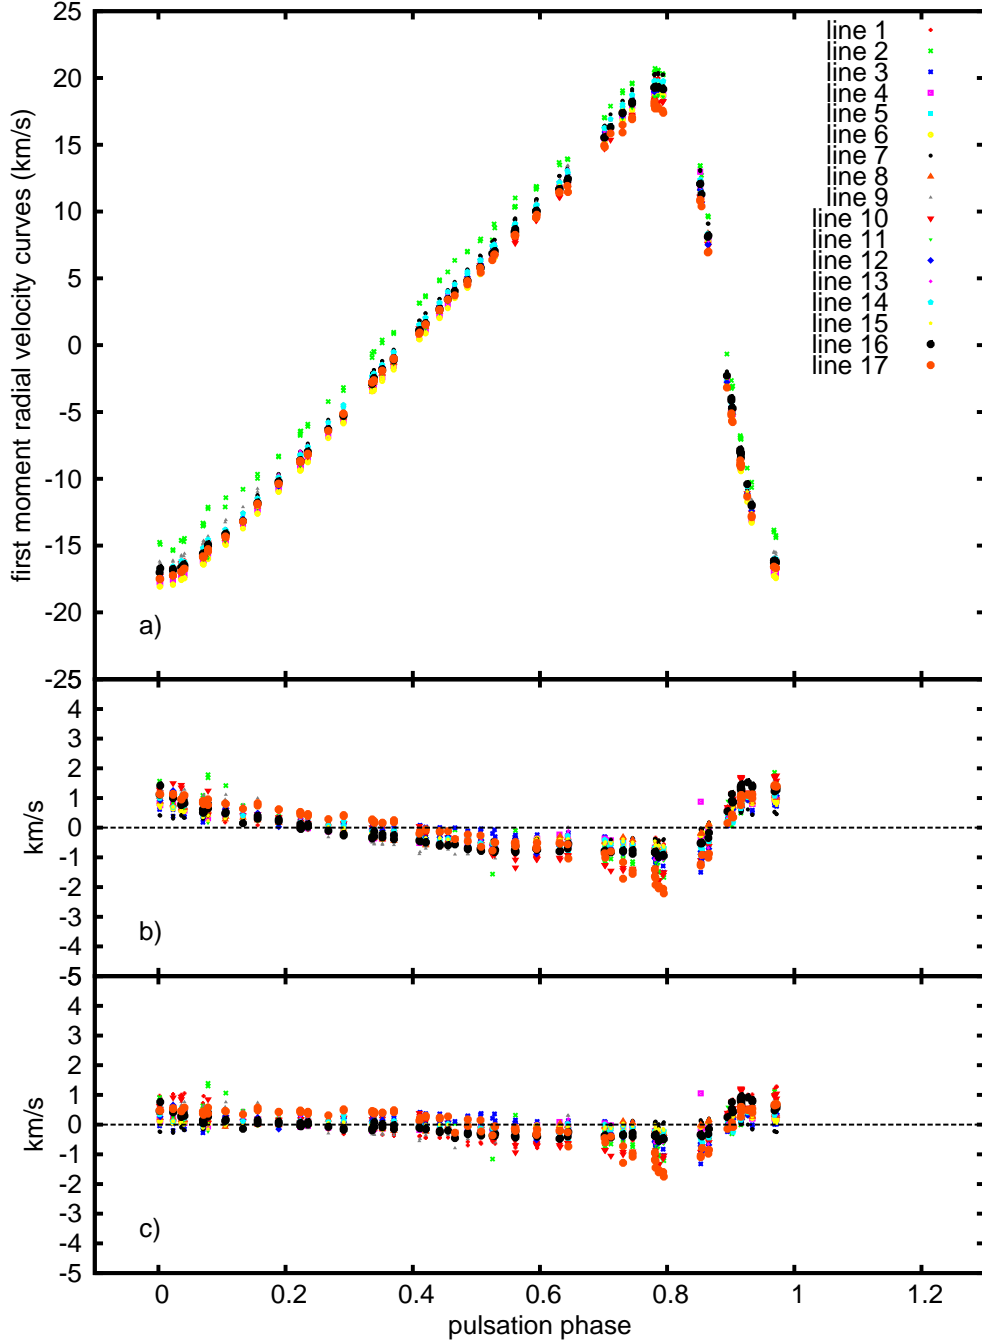 first moment radial velocity curves (km/s)
25
20
15
10
5
0
-5
-10
-15
-20
-25
line 1
line 2
line 3
line 4
line 5
line 6
line 7
line 8
line 9
line 10
line 11
line 12
line 13
line 14
line 15
line 16
line 17
a)
km/s
5
4
3
2
1
0
-1
-2
-3
-4
-5
b)
km/s
5
4
3
2
1
0
-1
-2
-3
-4
-5
c)
0 0.2 0.4 0.6 0.8 1 1.2
pulsation phase